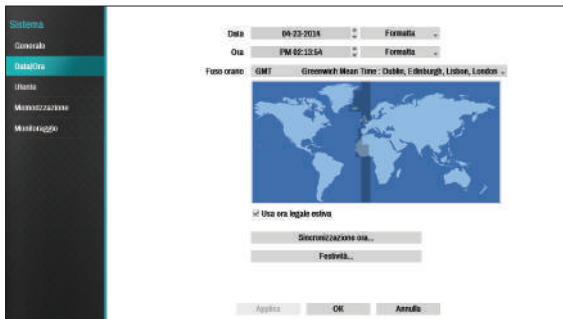 Sistema
Generale
Data/Ora
Utente
Memorizzazione
Monitoraggio
Data 04-23-2014 Formatta
Ora PM 02:13:54 Formatta
Fuso orario GMT Greenwich Mean Time : Dublin, Edinburgh, Lisbon, London
Usa ora legale estiva
Sincronizzazione ora...
Festività...
Applica OK Annulla